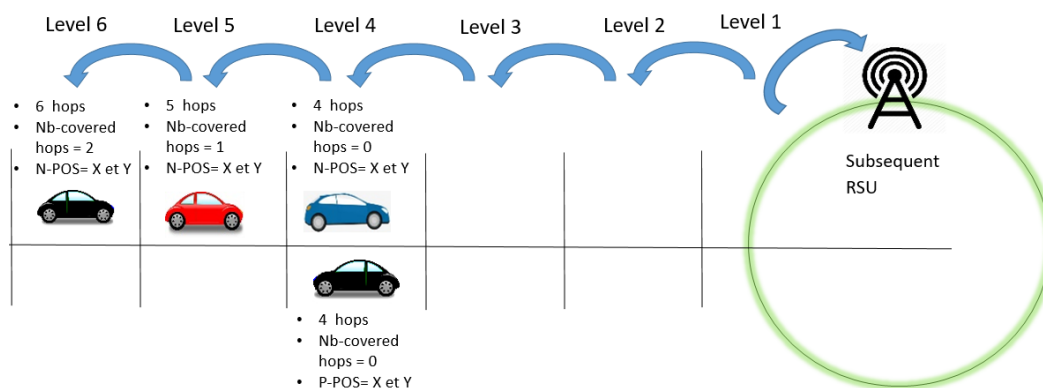 Level 6
Level 5
Level 4
Level 3
Level 2
Level 1
• 6 hops
• Nb-covered
hops = 2
• N-POS= X et Y
• 5 hops
• Nb-covered
hops = 1
• N-POS= X et Y
• 4 hops
• Nb-covered
hops = 0
• N-POS= X et Y
Subsequent
RSU
• 4 hops
• Nb-covered
hops = 0
• P-POS= X et Y